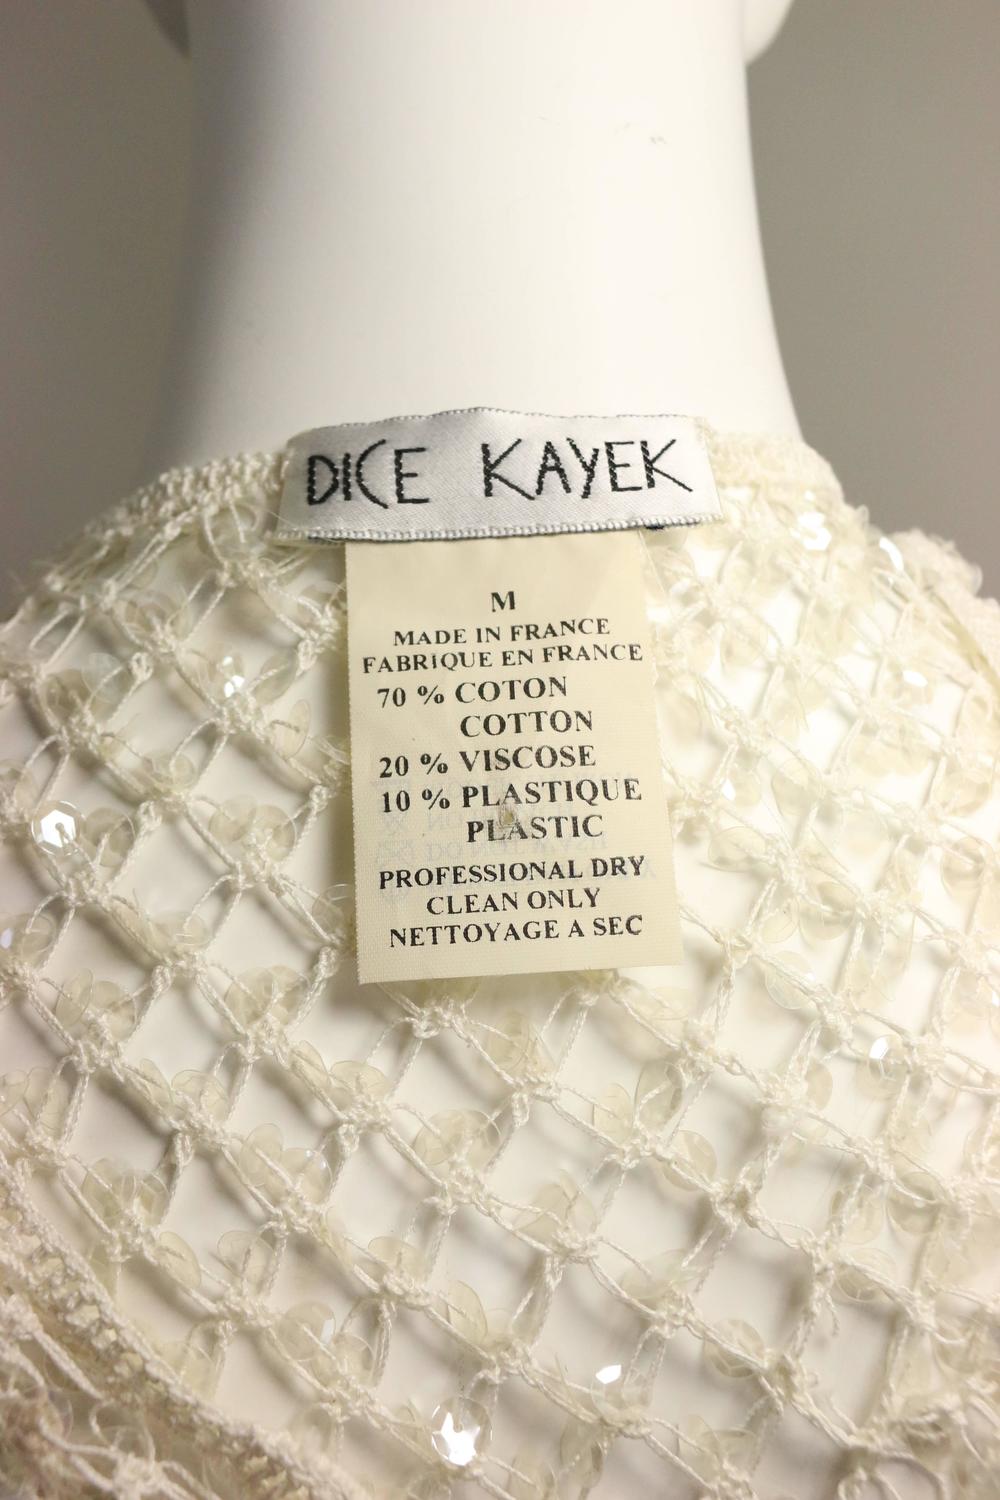 DICE KAYEK
M
MADE IN FRANCE
FABRIQUE EN FRANCE
70 % COTON
COTTON
20 % VISCOSE
10 % PLASTIQUE
PLASTIC
PROFESSIONAL DRY
CLEAN ONLY
NETTOYAGE A SEC